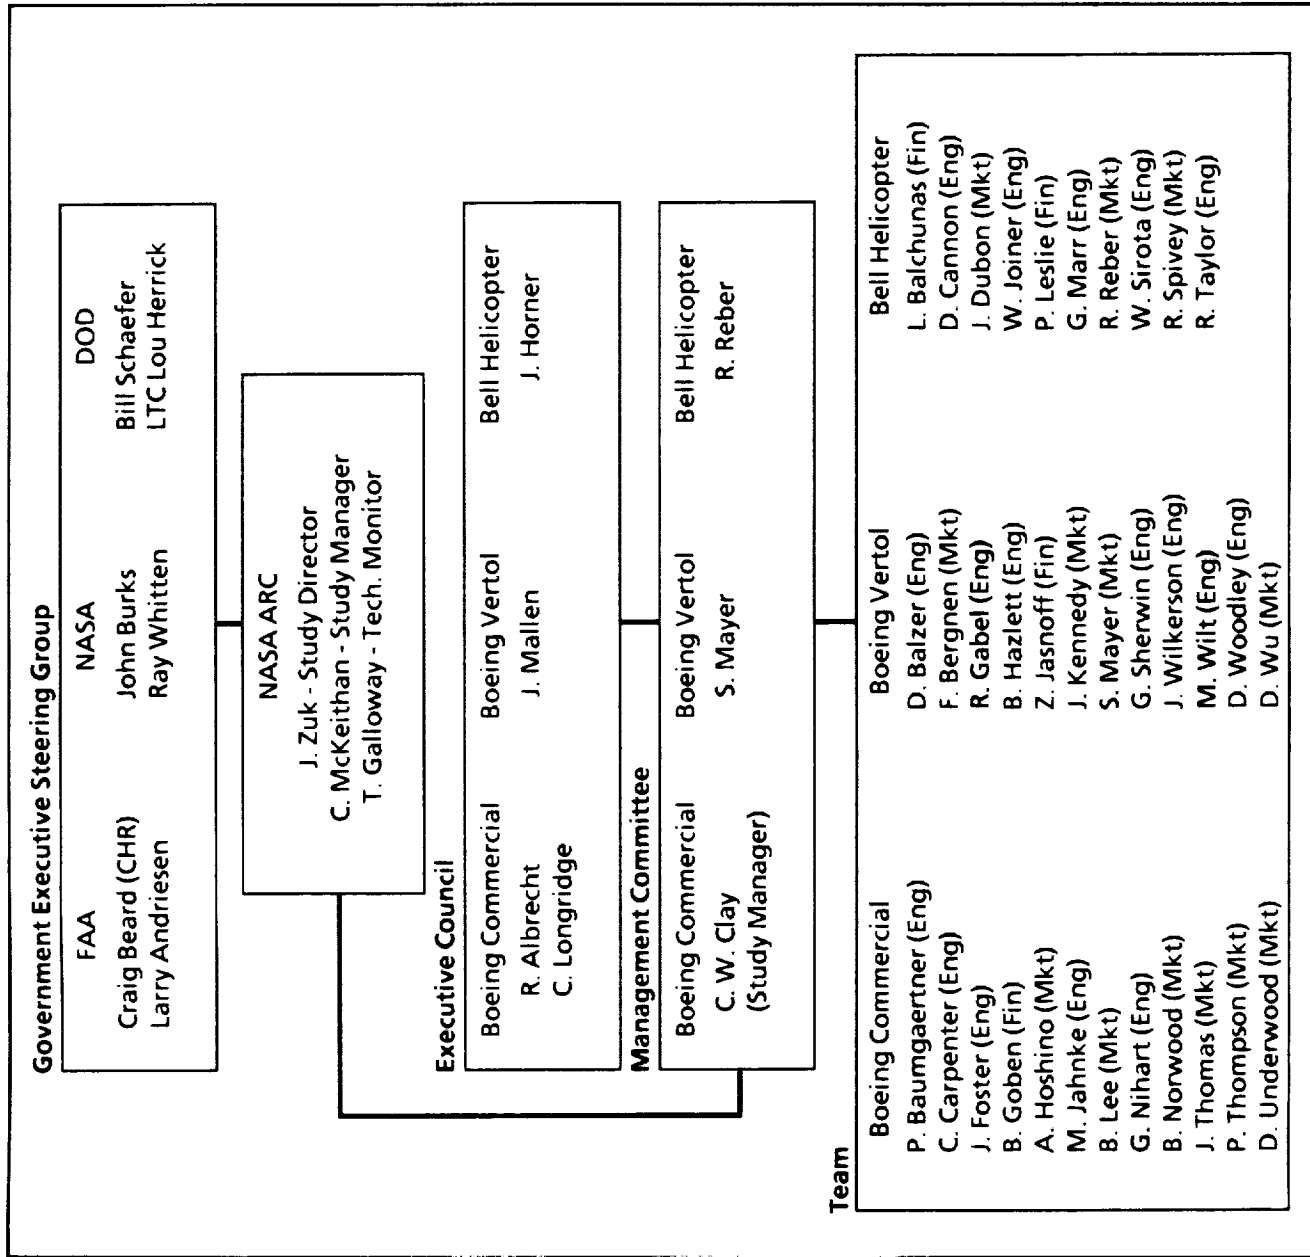 Government Executive Steering Group
FAA
Craig Beard (CHR)
Larry Andriesen
NASA
John Burks
Ray Whitten
DOD
Bill Schaefer
LTC Lou Herrick
NASA ARC
J. Zuk - Study Director
C. McKeithan - Study Manager
T. Galloway - Tech. Monitor
Executive Council
Boeing Commercial
R. Albrecht
C. Longridge
Boeing Vertol
J. Mallen
Bell Helicopter
J. Horner
Management Committee
Boeing Commercial
C. W. Clay
(Study Manager)
Boeing Vertol
S. Mayer
Bell Helicopter
R. Reber
Team
Boeing Commercial
P. Baumgaertner (Eng)
C. Carpenter (Eng)
J. Foster (Eng)
B. Goben (Fin)
A. Hoshino (Mkt)
M. Jahnke (Eng)
B. Lee (Mkt)
G. Nihart (Eng)
B. Norwood (Mkt)
J. Thomas (Mkt)
P. Thompson (Mkt)
D. Underwood (Mkt)
Boeing Vertol
D. Balzer (Eng)
F. Bergnen (Mkt)
R. Gabel (Eng)
B. Hazlett (Eng)
Z. Jasnoff (Fin)
J. Kennedy (Mkt)
S. Mayer (Mkt)
G. Sherwin (Eng)
J. Wilkerson (Eng)
M. Wilt (Eng)
D. Woodley (Eng)
D. Wu (Mkt)
Bell Helicopter
L. Balchunas (Fin)
D. Cannon (Eng)
J. Dubon (Mkt)
W. Joiner (Eng)
P. Leslie (Fin)
G. Marr (Eng)
R. Reber (Mkt)
W. Sirota (Eng)
R. Spivey (Mkt)
R. Taylor (Eng)